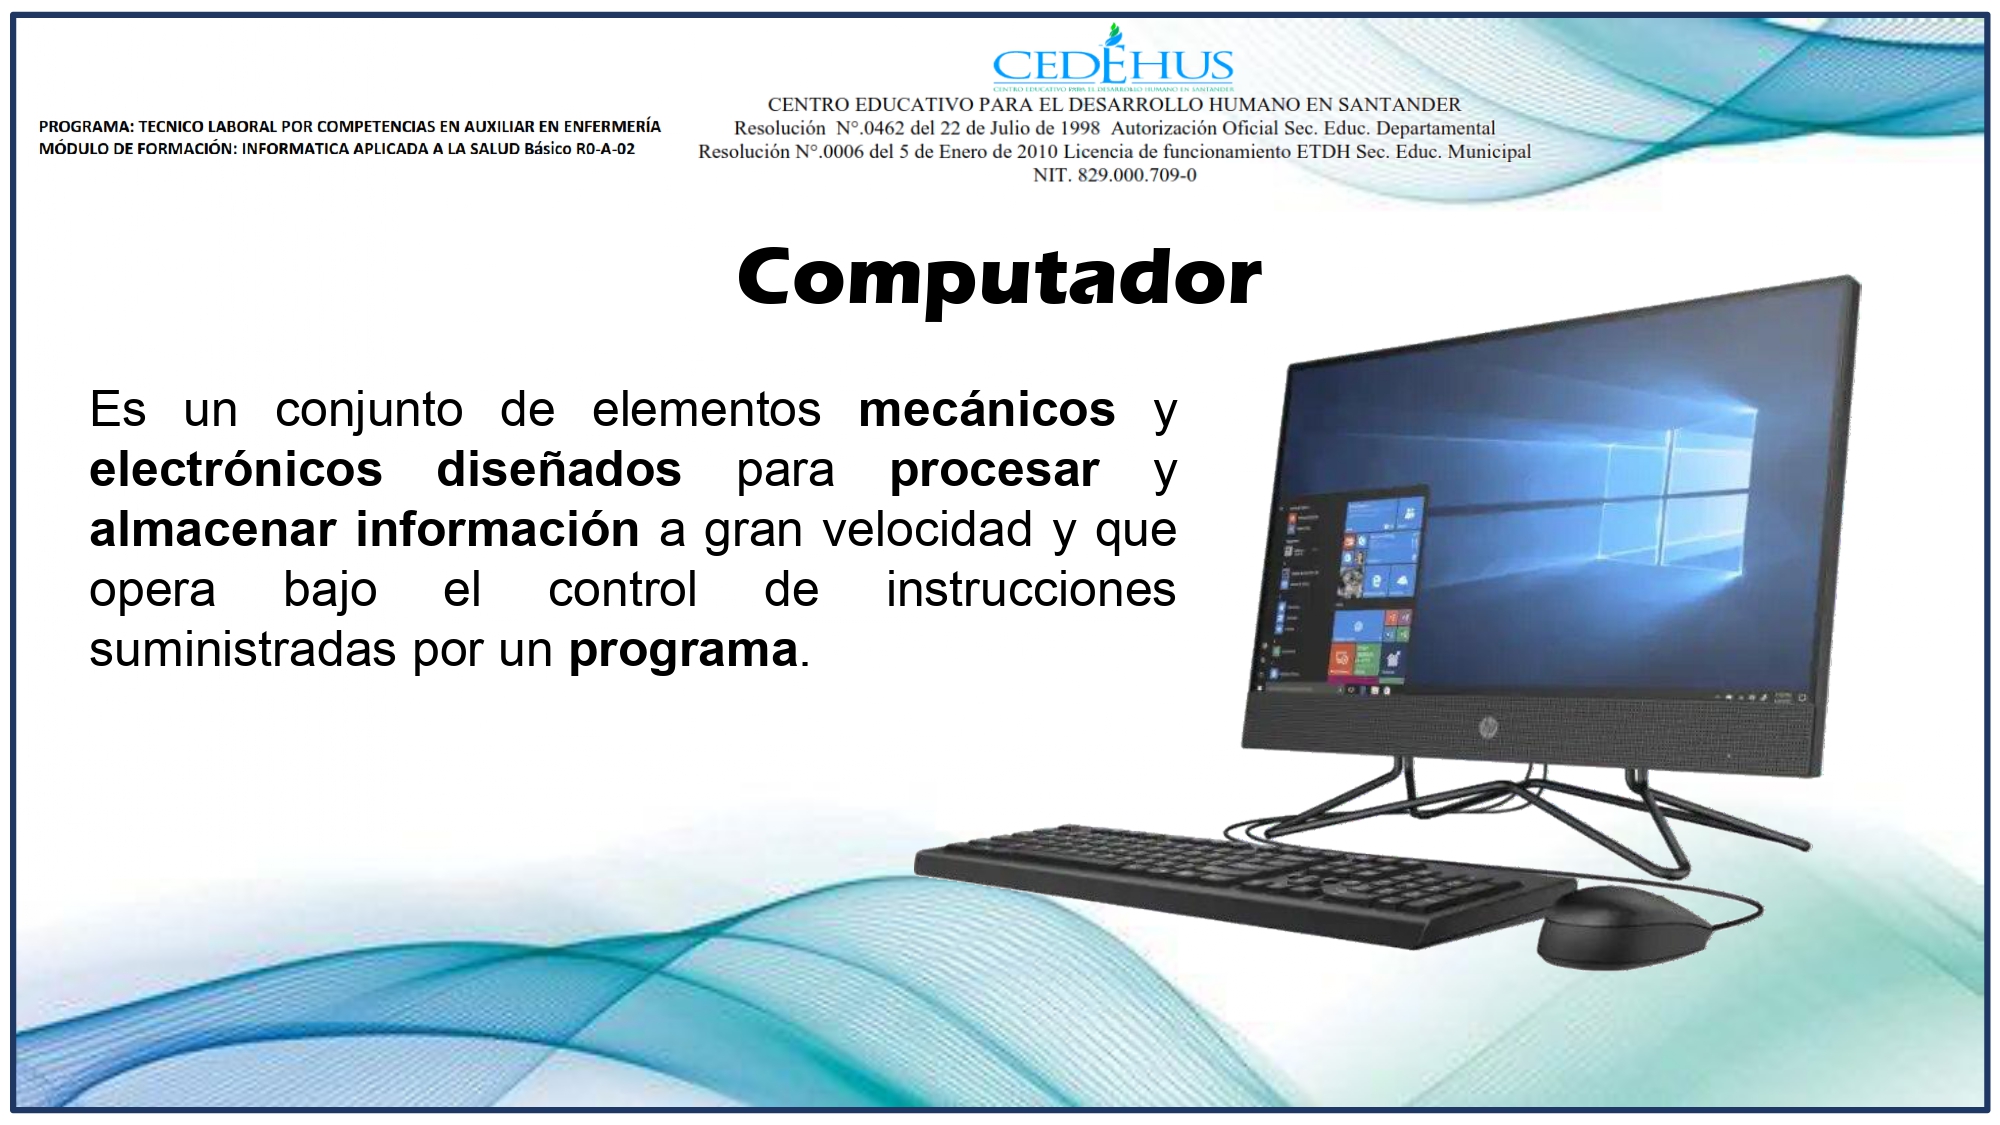 CEDEHUS
CENTRO EDUCATIVO PARA EL DESARROLLO HUMANO EN SANTANDER
CENTRO EDUCATIVO PARA EL DESARROLLO HUMANO EN SANTANDER
PROGRAMA: TECNICO LABORAL POR COMPETENCIAS EN AUXILIAR EN ENFERMERÍA
MÓDULO DE FORMACIÓN: INFORMATICA APLICADA A LA SALUD Básico R0-A-02
Resolución N°.0462 del 22 de Julio de 1998 Autorización Oficial Sec. Educ. Departamental
Resolución N°.0006 del 5 de Enero de 2010 Licencia de funcionamiento ETDH Sec. Educ. Municipal
NIT. 829.000.709-0
Computador
Es un conjunto de elementos mecánicos y
electrónicos diseñados para procesar y
almacenar información a gran velocidad y que
opera bajo el control de instrucciones
suministradas por un programa.
hp